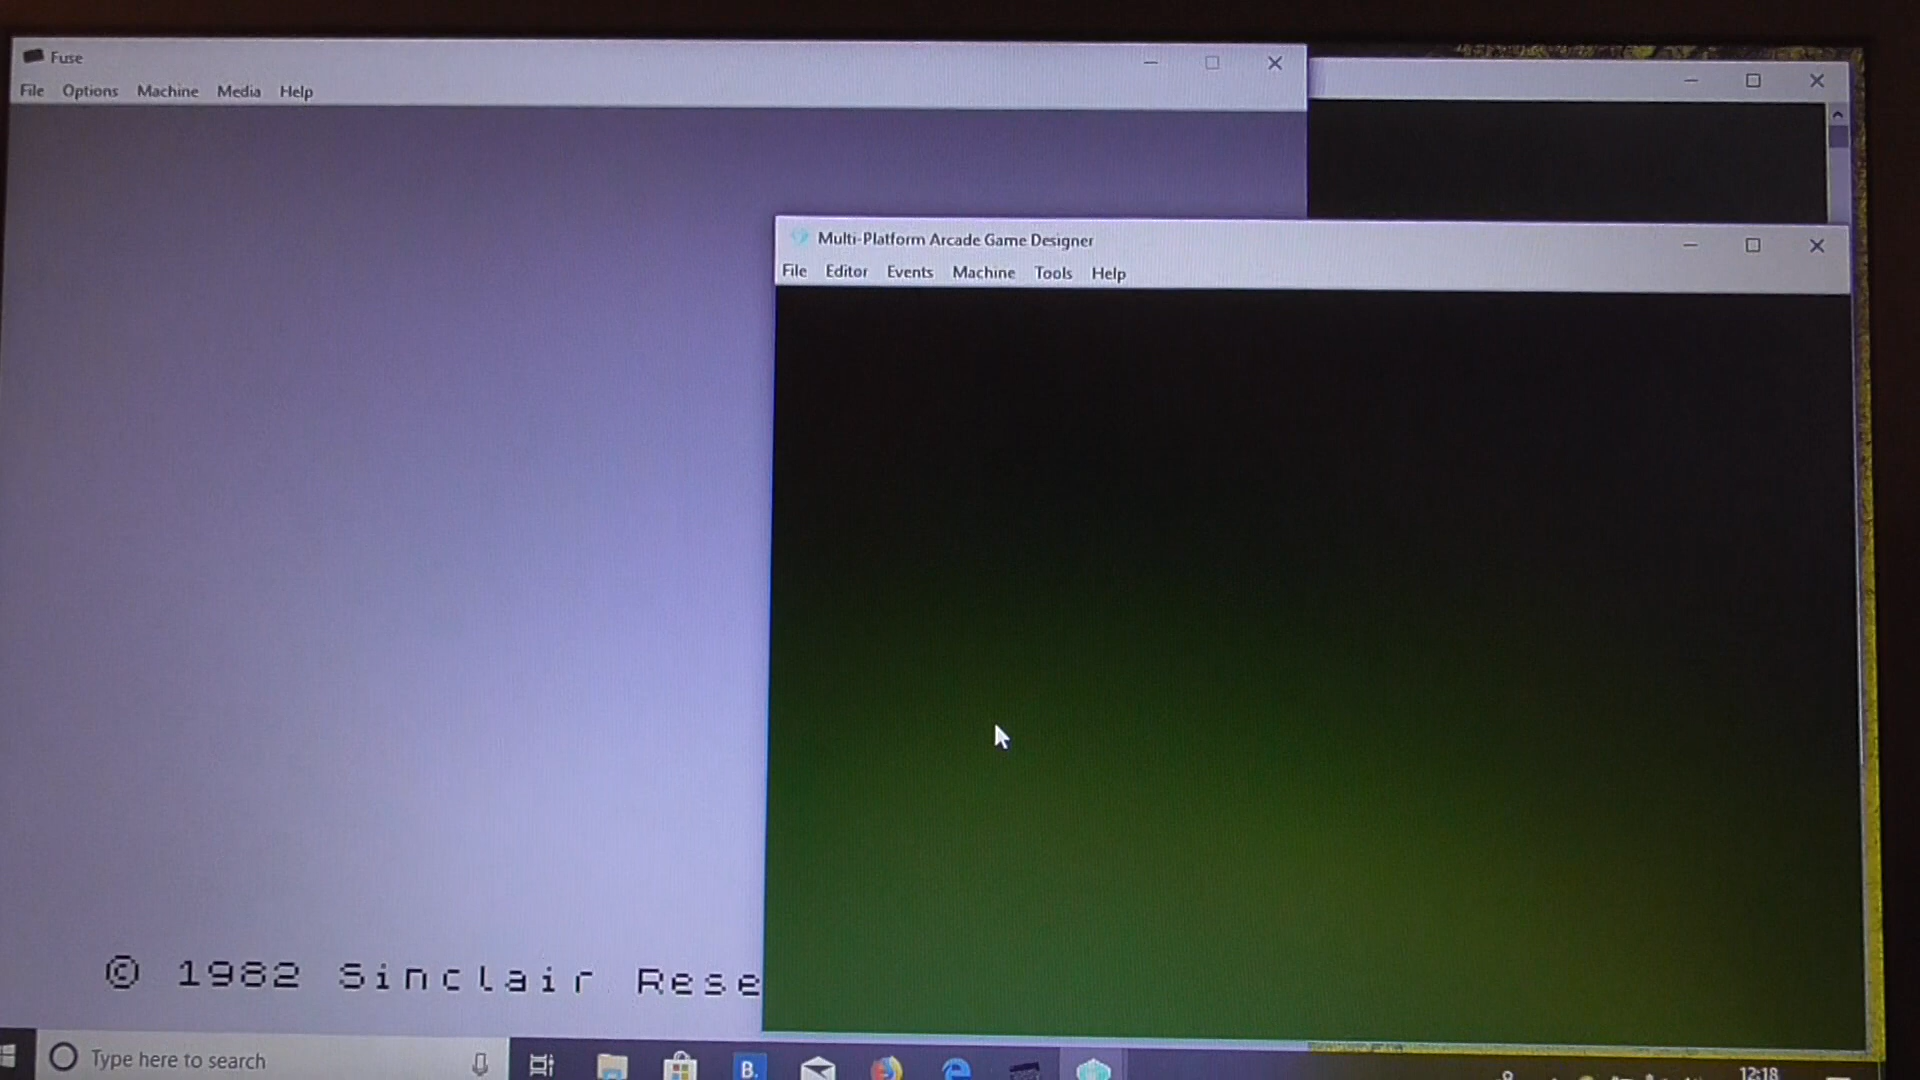 Fuse
File Options Machine Media Help
Multi-Platform Arcade Game Designer
File Editor Events Machine Tools Help
© 1982 Sinclair Rese
Type here to search
B.
12:18